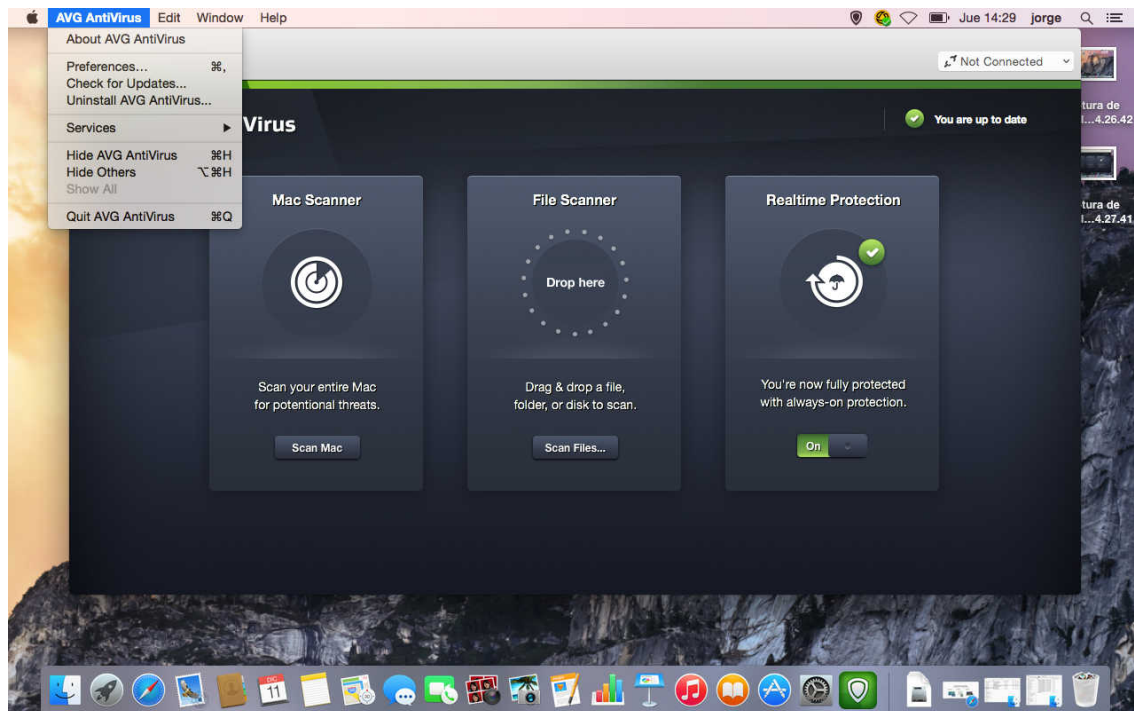 AVG AntiVirus Edit Window Help
Jue 14:29 jorge
About AVG AntiVirus
Preferences... ⌘,
Check for Updates...
Uninstall AVG AntiVirus...
Services
Hide AVG AntiVirus ⌘H
Hide Others ⌥⌘H
Show All
Quit AVG AntiVirus ⌘Q
Not Connected
Virus
You are up to date
Mac Scanner
Scan your entire Mac
for potentional threats.
Scan Mac
File Scanner
Drop here
Drag & drop a file,
folder, or disk to scan.
Scan Files...
Realtime Protection
You're now fully protected
with always-on protection.
On
tura de
...4.26.42
tura de
...4.27.41
DIC
11